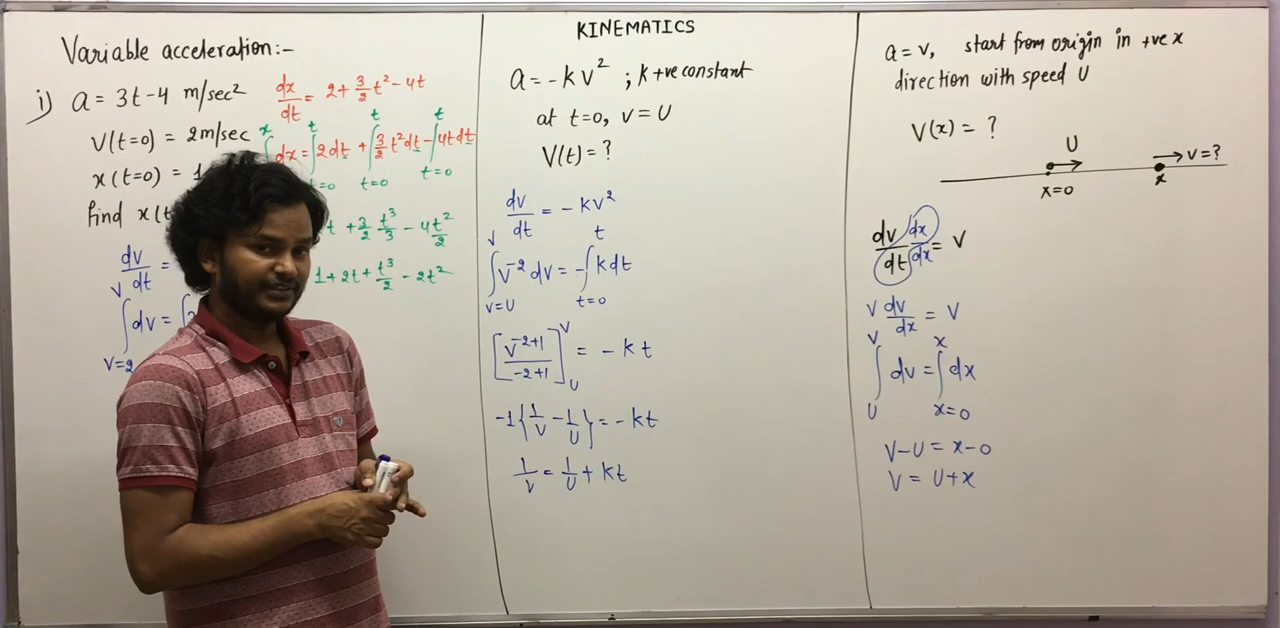 KINEMATICS
Variable acceleration:-
i) a = 3t-4 m/sec²
V(t=0) = 2m/sec
x(t=0) = 1
find x(t
dv/dt =
∫dv = ∫
V
V=2
dx/dt = 2 + 3/2 t² - 4t
∫dx = ∫2dt + ∫3/2 t²dt - ∫4tdt
x t t t
t=0 t=0 t=0
t + 3/2 t³/3 - 4t²/2
1 + 2t + t³/2 - 2t²
a = -kv² ; k +ve constant
at t=0, v = U
V(t) = ?
dv/dt = -kv²
V t
∫v⁻²dv = -∫kdt
V=U t=0
[V⁻²⁺¹/-2+1]ᵛᵤ = -kt
-1{1/V - 1/U} = -kt
1/V = 1/U + kt
a = v, start from origin in +ve x
direction with speed U
V(x) = ?
U V=?
x=0 x
dv/dt dx/dx = V
V dv/dx = V
V x
∫dv = ∫dx
U x=0
V-U = x-0
V = U+x